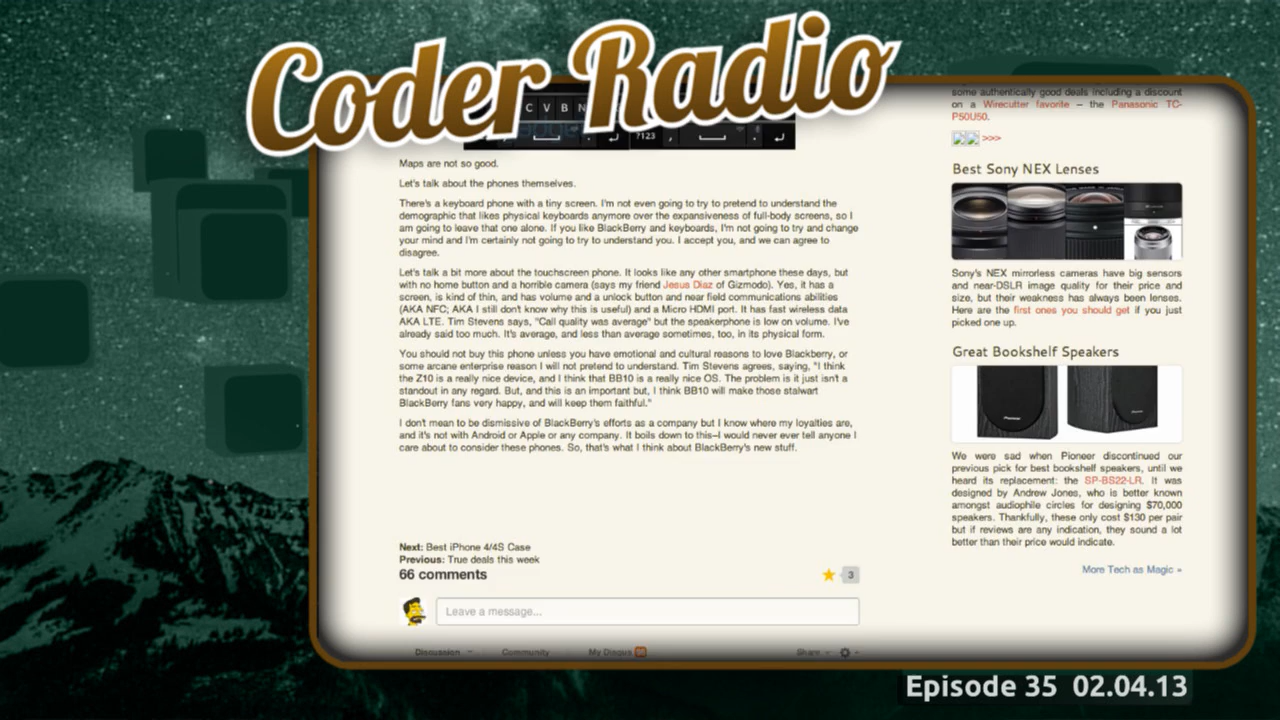 Coder Radio
C V B N
?123 ,
Maps are not so good.
Let's talk about the phones themselves.
There's a keyboard phone with a tiny screen. I'm not even going to try to pretend to understand the
demographic that likes physical keyboards anymore over the expansiveness of full-body screens, so I
am going to leave that one alone. If you like BlackBerry and keyboards, I'm not going to try and change
your mind and I'm certainly not going to try to understand you. I accept you, and we can agree to
disagree.
Let's talk a bit more about the touchscreen phone. It looks like any other smartphone these days, but
with no home button and a horrible camera (says my friend Jesus Diaz of Gizmodo). Yes, it has a
screen, is kind of thin, and has volume and a unlock button and near field communications abilities
(AKA NFC; AKA I still don't know why this is useful) and a Micro HDMI port. It has fast wireless data
AKA LTE. Tim Stevens says, "Call quality was average" but the speakerphone is low on volume. I've
already said too much. It's average, and less than average sometimes, too, in its physical form.
You should not buy this phone unless you have emotional and cultural reasons to love Blackberry, or
some arcane enterprise reason I will not pretend to understand. Tim Stevens agrees, saying, "I think
the Z10 is a really nice device, and I think that BB10 is a really nice OS. The problem is it just isn't a
standout in any regard. But, and this is an important but, I think BB10 will make those stalwart
BlackBerry fans very happy, and will keep them faithful."
I don't mean to be dismissive of BlackBerry's efforts as a company but I know where my loyalties are,
and it's not with Android or Apple or any company. It boils down to this–I would never ever tell anyone I
care about to consider these phones. So, that's what I think about BlackBerry's new stuff.
Next: Best iPhone 4/4S Case
Previous: True deals this week
66 comments
3
Leave a message...
Discussion
Community
My Disqus
Share
some authentically good deals including a discount
on a Wirecutter favorite – the Panasonic TC-
P50U50.
>>>
Best Sony NEX Lenses
Sony's NEX mirrorless cameras have big sensors
and near-DSLR image quality for their price and
size, but their weakness has always been lenses.
Here are the first ones you should get if you just
picked one up.
Great Bookshelf Speakers
We were sad when Pioneer discontinued our
previous pick for best bookshelf speakers, until we
heard its replacement: the SP-BS22-LR. It was
designed by Andrew Jones, who is better known
amongst audiophile circles for designing $70,000
speakers. Thankfully, these only cost $130 per pair
but if reviews are any indication, they sound a lot
better than their price would indicate.
More Tech as Magic »
Episode 35 02.04.13